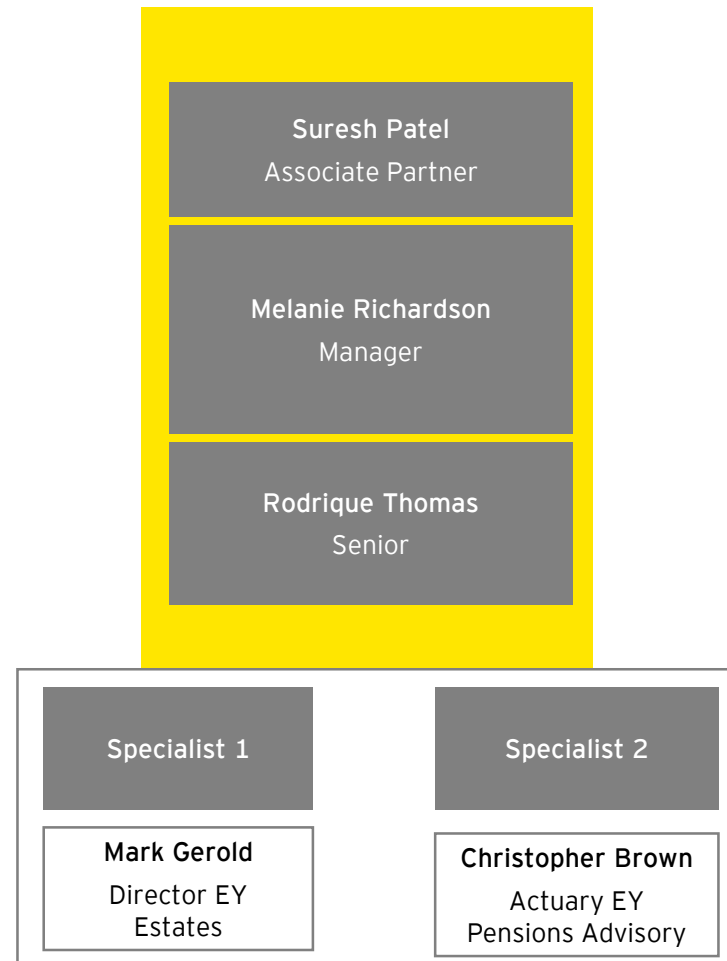 Suresh Patel
Associate Partner
Melanie Richardson
Manager
Rodrique Thomas
Senior
Specialist 1
Mark Gerold
Director EY
Estates
Specialist 2
Christopher Brown
Actuary EY
Pensions Advisory